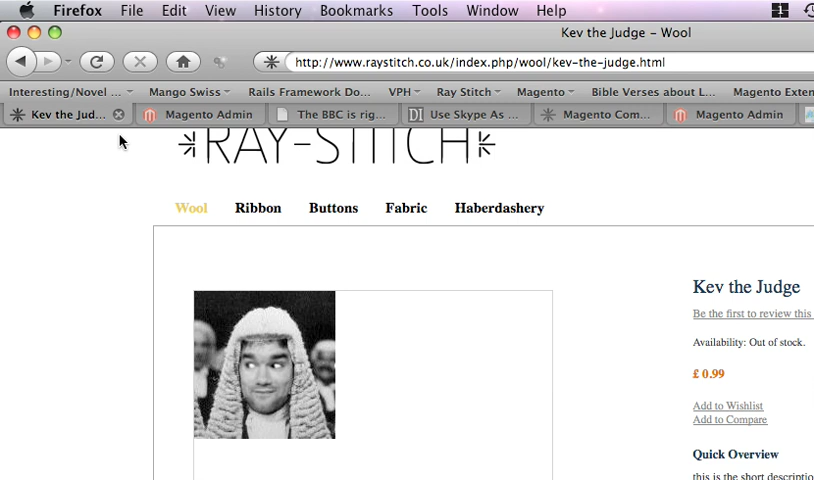 Firefox File Edit View History Bookmarks Tools Window Help
Kev the Judge – Wool
http://www.raystitch.co.uk/index.php/wool/kev-the-judge.html
Interesting/Novel ... Mango Swiss Rails Framework Do... VPH Ray Stitch Magento Bible Verses about L... Magento Exten
Kev the Jud... Magento Admin The BBC is rig... DI Use Skype As ... Magento Com... Magento Admin
RAY-STITCH
Wool Ribbon Buttons Fabric Haberdashery
Kev the Judge
Be the first to review this
Availability: Out of stock.
£ 0.99
Add to Wishlist
Add to Compare
Quick Overview
this is the short descriptio